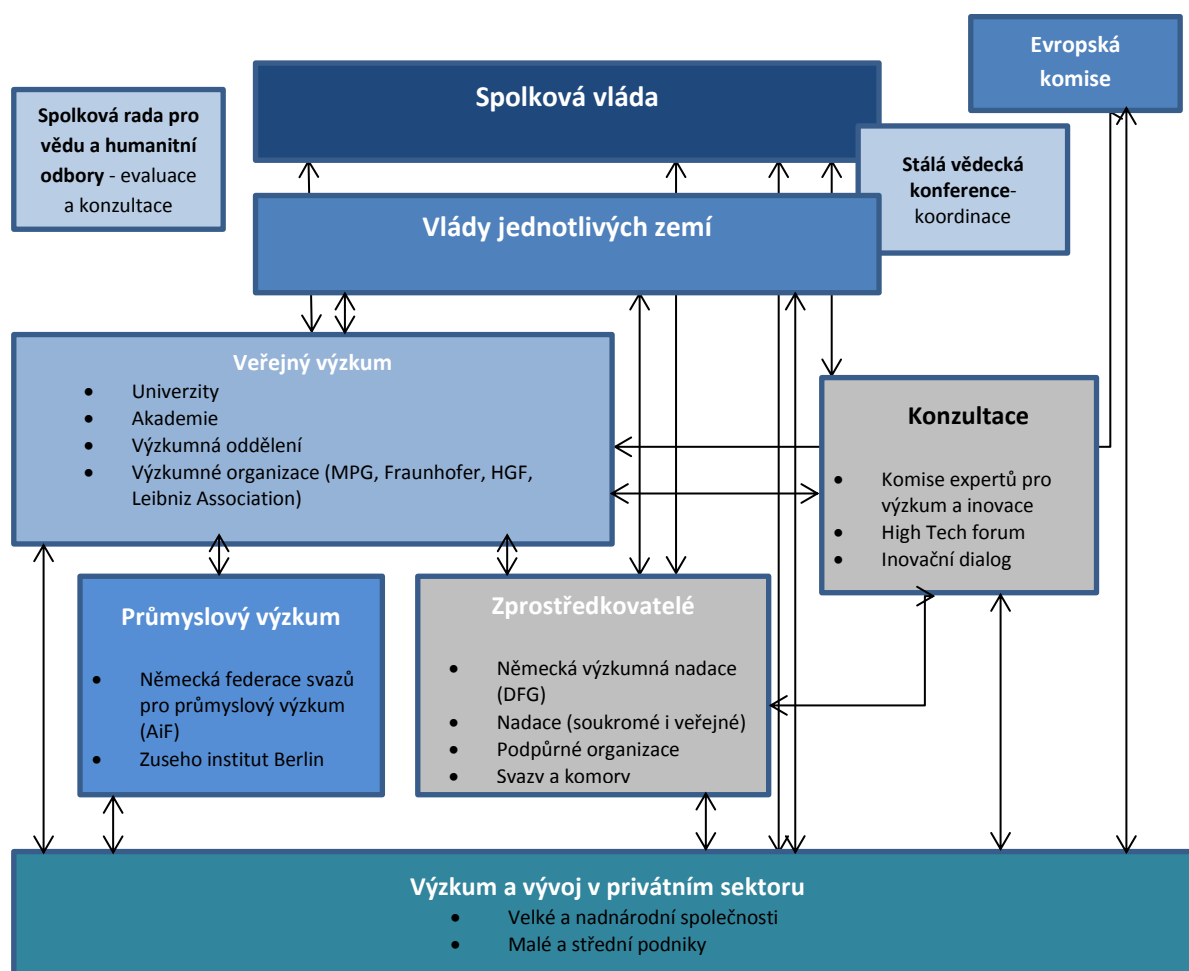 Evropská
komise
Spolková vláda
Spolková rada pro
vědu a humanitní
odbory - evaluace
a konzultace
Stálá vědecká
konference-
koordinace
Vlády jednotlivých zemí
Veřejný výzkum
• Univerzity
• Akademie
• Výzkumná oddělení
• Výzkumné organizace (MPG, Fraunhofer, HGF,
Leibniz Association)
Konzultace
• Komise expertů pro
výzkum a inovace
• High Tech forum
• Inovační dialog
Průmyslový výzkum
• Německá federace svazů
pro průmyslový výzkum
(AiF)
• Zuseho institut Berlin
Zprostředkovatelé
• Německá výzkumná nadace
(DFG)
• Nadace (soukromé i veřejné)
• Podpůrné organizace
• Svazy a komory
Výzkum a vývoj v privátním sektoru
• Velké a nadnárodní společnosti
• Malé a střední podniky